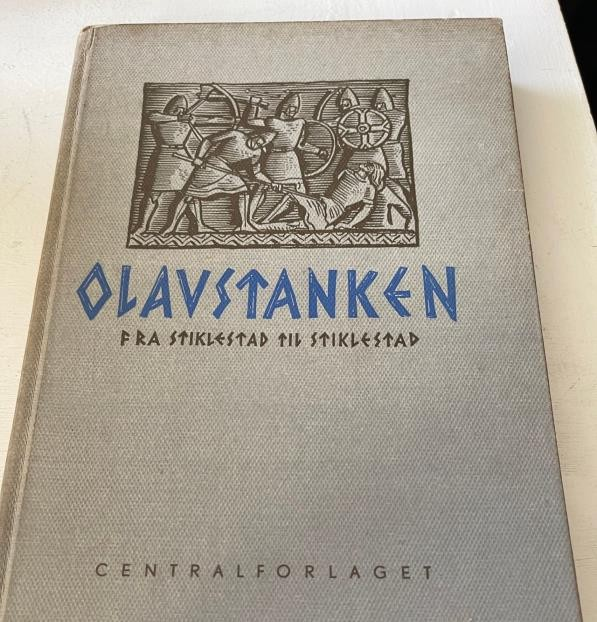 OLAVSTANKEN
FRA STIKLESTAD TIL STIKLESTAD
CENTRALFORLAGET